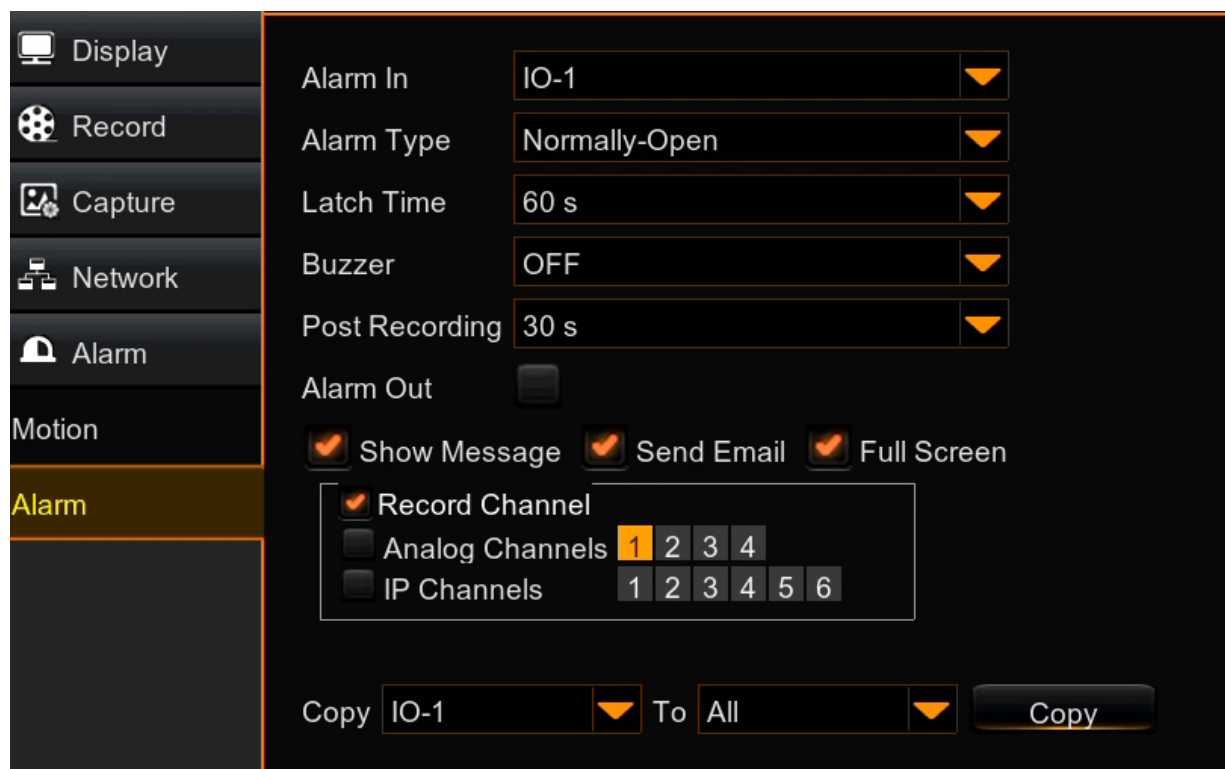 Display
Record
Capture
Network
Alarm
Motion
Alarm
Alarm In IO-1
Alarm Type Normally-Open
Latch Time 60 s
Buzzer OFF
Post Recording 30 s
Alarm Out
Show Message Send Email Full Screen
Record Channel
Analog Channels 1 2 3 4
IP Channels 1 2 3 4 5 6
Copy IO-1 To All Copy